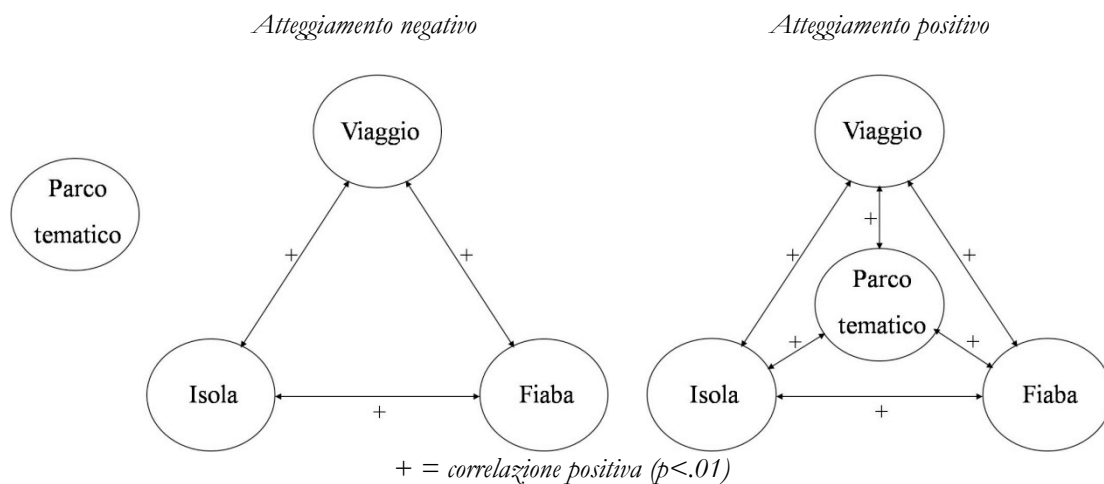 Atteggiamento negativo
Atteggiamento positivo
Viaggio
Parco
tematico
+
+
Isola
Fiaba
+
Viaggio
+
+
+
Parco
tematico
+
+
Isola
Fiaba
+
+ = correlazione positiva (p<.01)